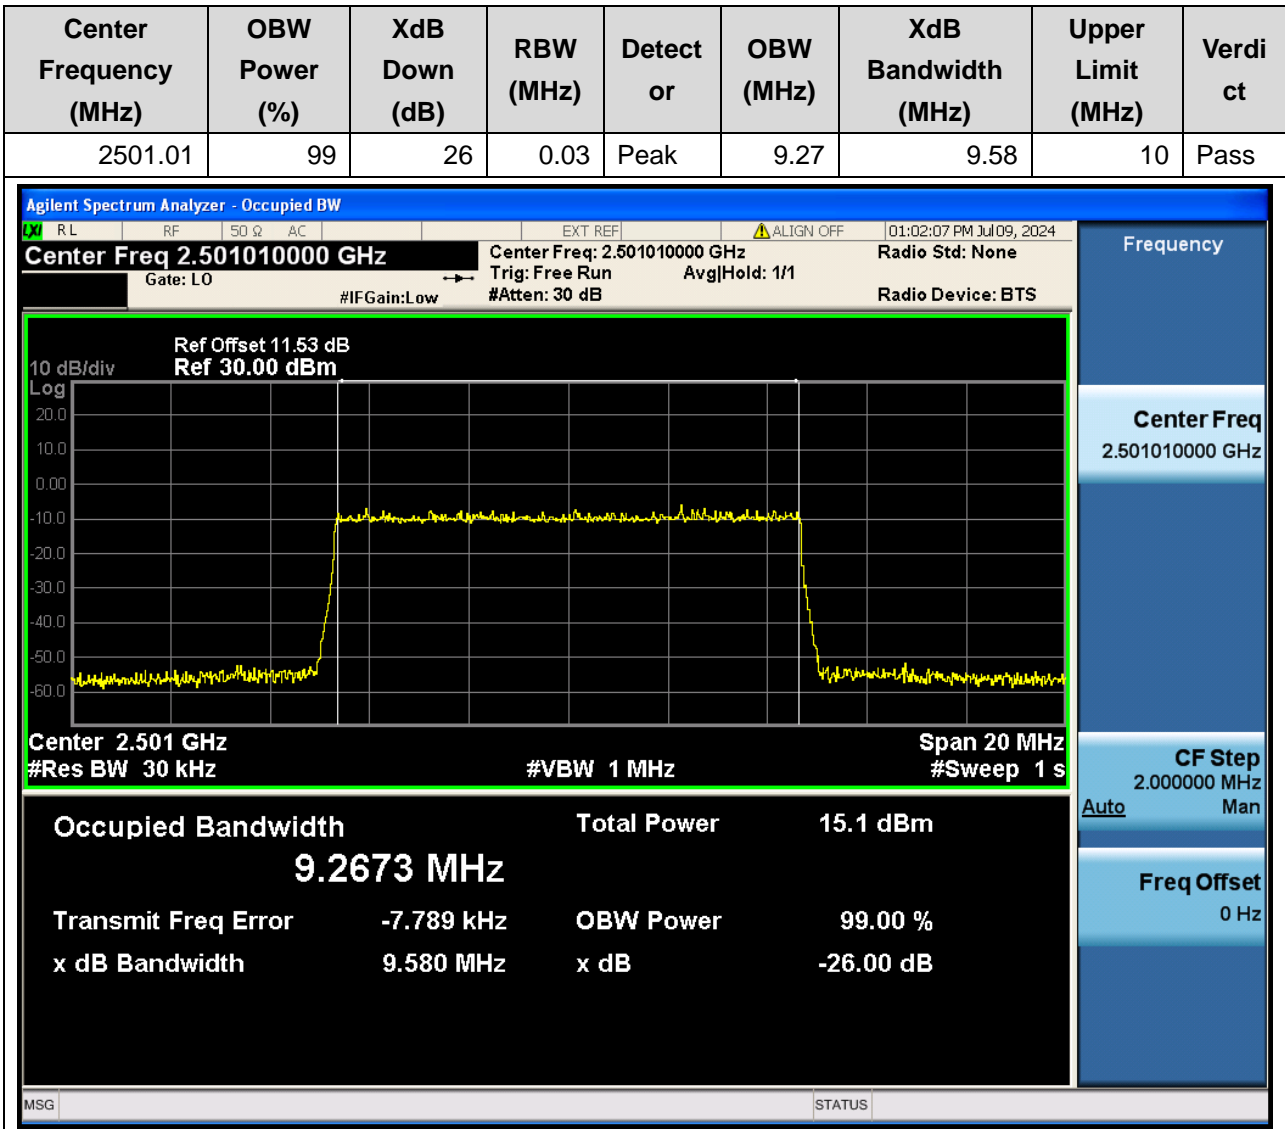 Center Frequency (MHz) OBW Power (%) XdB Down (dB) RBW (MHz) Detect or OBW (MHz) XdB Bandwidth (MHz) Upper Limit (MHz) Verdi ct
2501.01 99 26 0.03 Peak 9.27 9.58 10 Pass
Agilent Spectrum Analyzer - Occupied BW
LXI RL RF 50 Ω AC EXT REF ALIGN OFF 01:02:07 PM Jul 09, 2024
Center Freq 2.501010000 GHz
Center Freq: 2.501010000 GHz
Radio Std: None
Gate: LO
Trig: Free Run Avg|Hold: 1/1
#IFGain:Low
#Atten: 30 dB
Radio Device: BTS
Ref Offset 11.53 dB
10 dB/div Ref 30.00 dBm
Log
20.0
10.0
0.00
-10.0
-20.0
-30.0
-40.0
-50.0
-60.0
Center 2.501 GHz Span 20 MHz
#Res BW 30 kHz #VBW 1 MHz #Sweep 1 s
Occupied Bandwidth Total Power 15.1 dBm
9.2673 MHz
Transmit Freq Error -7.789 kHz OBW Power 99.00 %
x dB Bandwidth 9.580 MHz x dB -26.00 dB
Frequency
Center Freq
2.501010000 GHz
CF Step
2.000000 MHz
Auto Man
Freq Offset
0 Hz
MSG STATUS